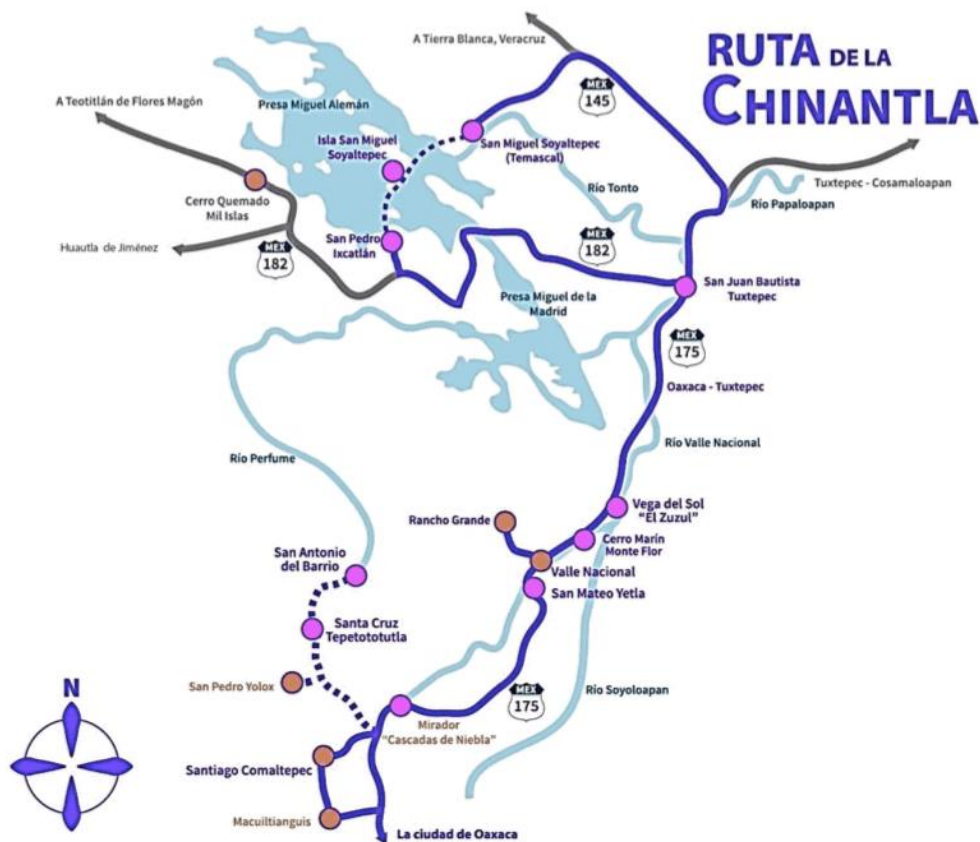 A Tierra Blanca, Veracruz
RUTA DE LA
CHINANTLA
A Teotitlán de Flores Magón
Presa Miguel Alemán
MEX
145
Isla San Miguel
Soyaltepec
San Miguel Soyaltepec
(Temascal)
Tuxtepec - Cosamaloapan
Río Tonto
Río Papaloapan
Cerro Quemado
Mil Islas
Huautla de Jiménez
MEX
182
San Pedro
Ixcatlán
MEX
182
San Juan Bautista
Tuxtepec
Presa Miguel de la
Madrid
MEX
175
Oaxaca - Tuxtepec
Río Perfume
Río Valle Nacional
Rancho Grande
Vega del Sol
"El Zuzul"
Cerro Marín
Monte Flor
San Antonio
del Barrio
Valle Nacional
San Mateo Yetla
Santa Cruz
Tepetototutla
San Pedro Yolox
MEX
175
Río Soyoloapan
N
Mirador
"Cascadas de Niebla"
Santiago Comaltepec
Macuiltianguis
La ciudad de Oaxaca